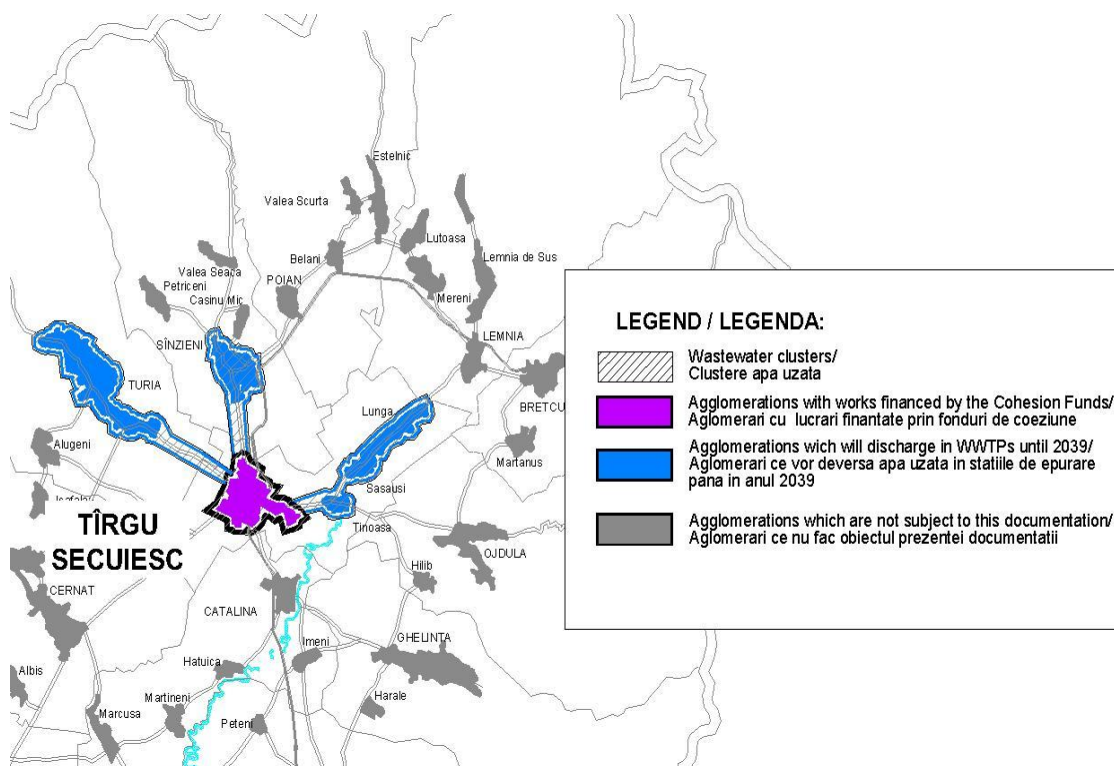 Estelnic
Valea Scurta
Lutoasa
Belani
Lemnia de Sus
Valea Seaca
POIAN
Petriceni
Casinu Mic
Mereni
SÎNZIENI
LEMNIA
TURIA
Lunga
BRETCU
Alugeni
Martanus
Sasausi
Tinoasa
TÎRGU
SECUIESC
OJDULA
CERNAT
Hilib
CATALINA
Imeni
GHELINTA
Hatuica
Albis
Martineni
Harale
Marcusa
Peteni
LEGEND / LEGENDA:
Wastewater clusters/
Clustere apa uzata
Agglomerations with works financed by the Cohesion Funds/
Aglomerari cu lucrari finantate prin fonduri de coeziune
Agglomerations wich will discharge in WWTPs until 2039/
Aglomerari ce vor deversa apa uzata in statiile de epurare
pana in anul 2039
Agglomerations which are not subject to this documentation/
Aglomerari ce nu fac obiectul prezentei documentatii